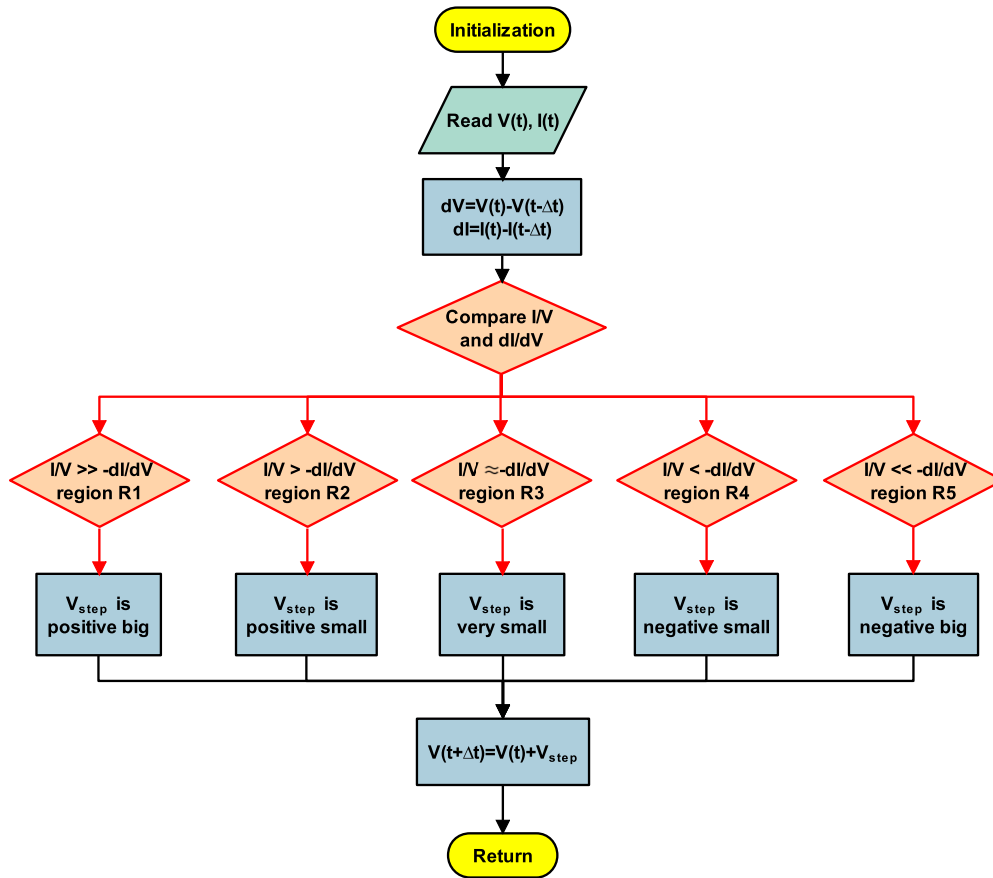 Initialization
Read V(t), I(t)
dV=V(t)-V(t-Δt)
dI=I(t)-I(t-Δt)
Compare I/V
and dI/dV
I/V >> -dI/dV
region R1
I/V > -dI/dV
region R2
I/V ≈-dI/dV
region R3
I/V < -dI/dV
region R4
I/V << -dI/dV
region R5
Vstep is
positive big
Vstep is
positive small
Vstep is
very small
Vstep is
negative small
Vstep is
negative big
V(t+Δt)=V(t)+Vstep
Return